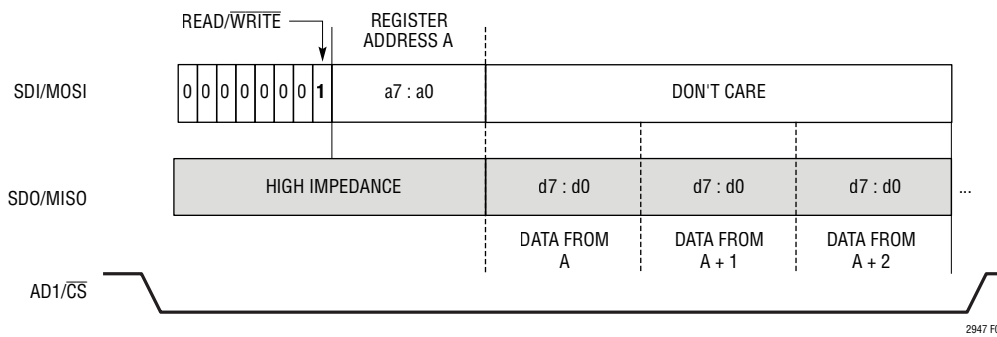 READ/WRITE
REGISTER
ADDRESS A
SDI/MOSI
0 0 0 0 0 0 0 1
a7 : a0
DON'T CARE
SDO/MISO
HIGH IMPEDANCE
d7 : d0
d7 : d0
d7 : d0
...
DATA FROM
A
DATA FROM
A + 1
DATA FROM
A + 2
AD1/CS
2947 F0